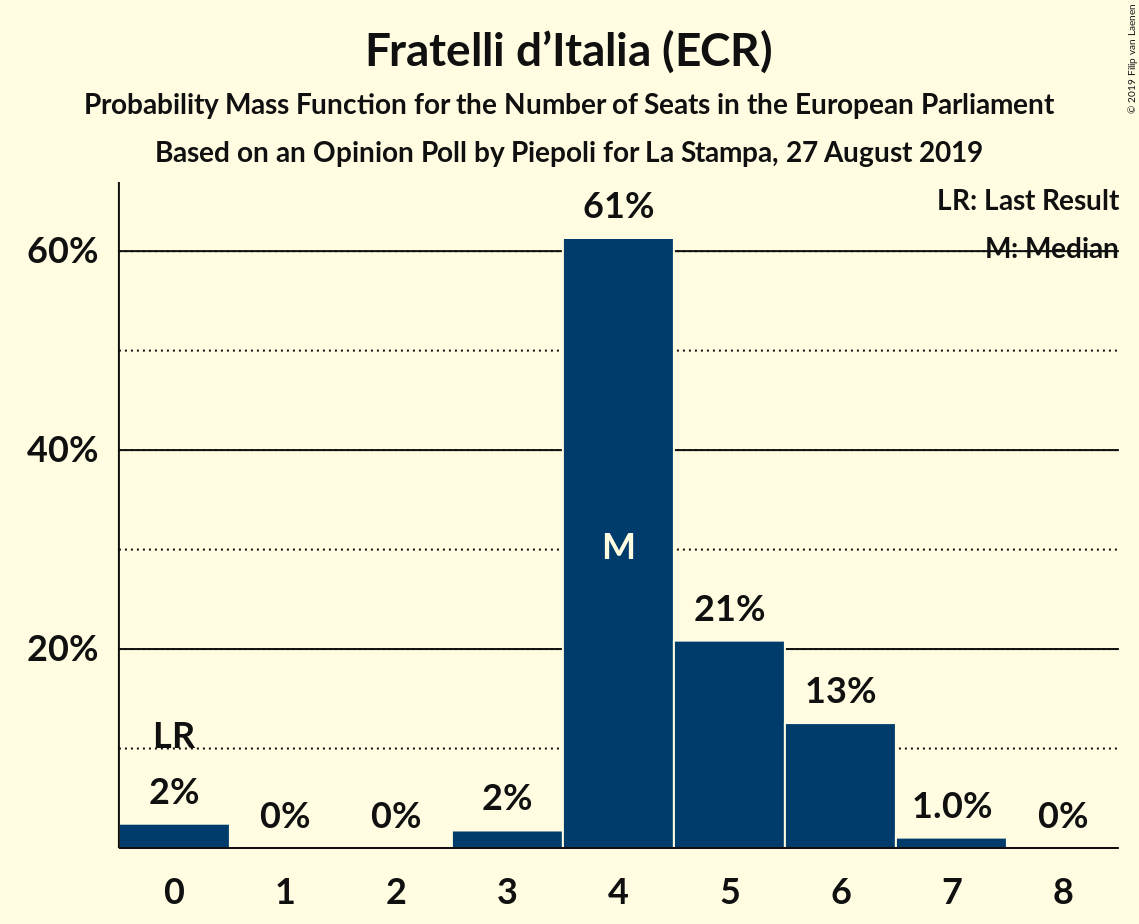 Fratelli d’Italia (ECR)
Probability Mass Function for the Number of Seats in the European Parliament
Based on an Opinion Poll by Piepoli for La Stampa, 27 August 2019
© 2019 Filip van Laenen
LR: Last Result
M: Median
61%
60%
40%
M
21%
20%
13%
LR
2%
0%
0%
2%
1.0%
0%
0 1 2 3 4 5 6 7 8